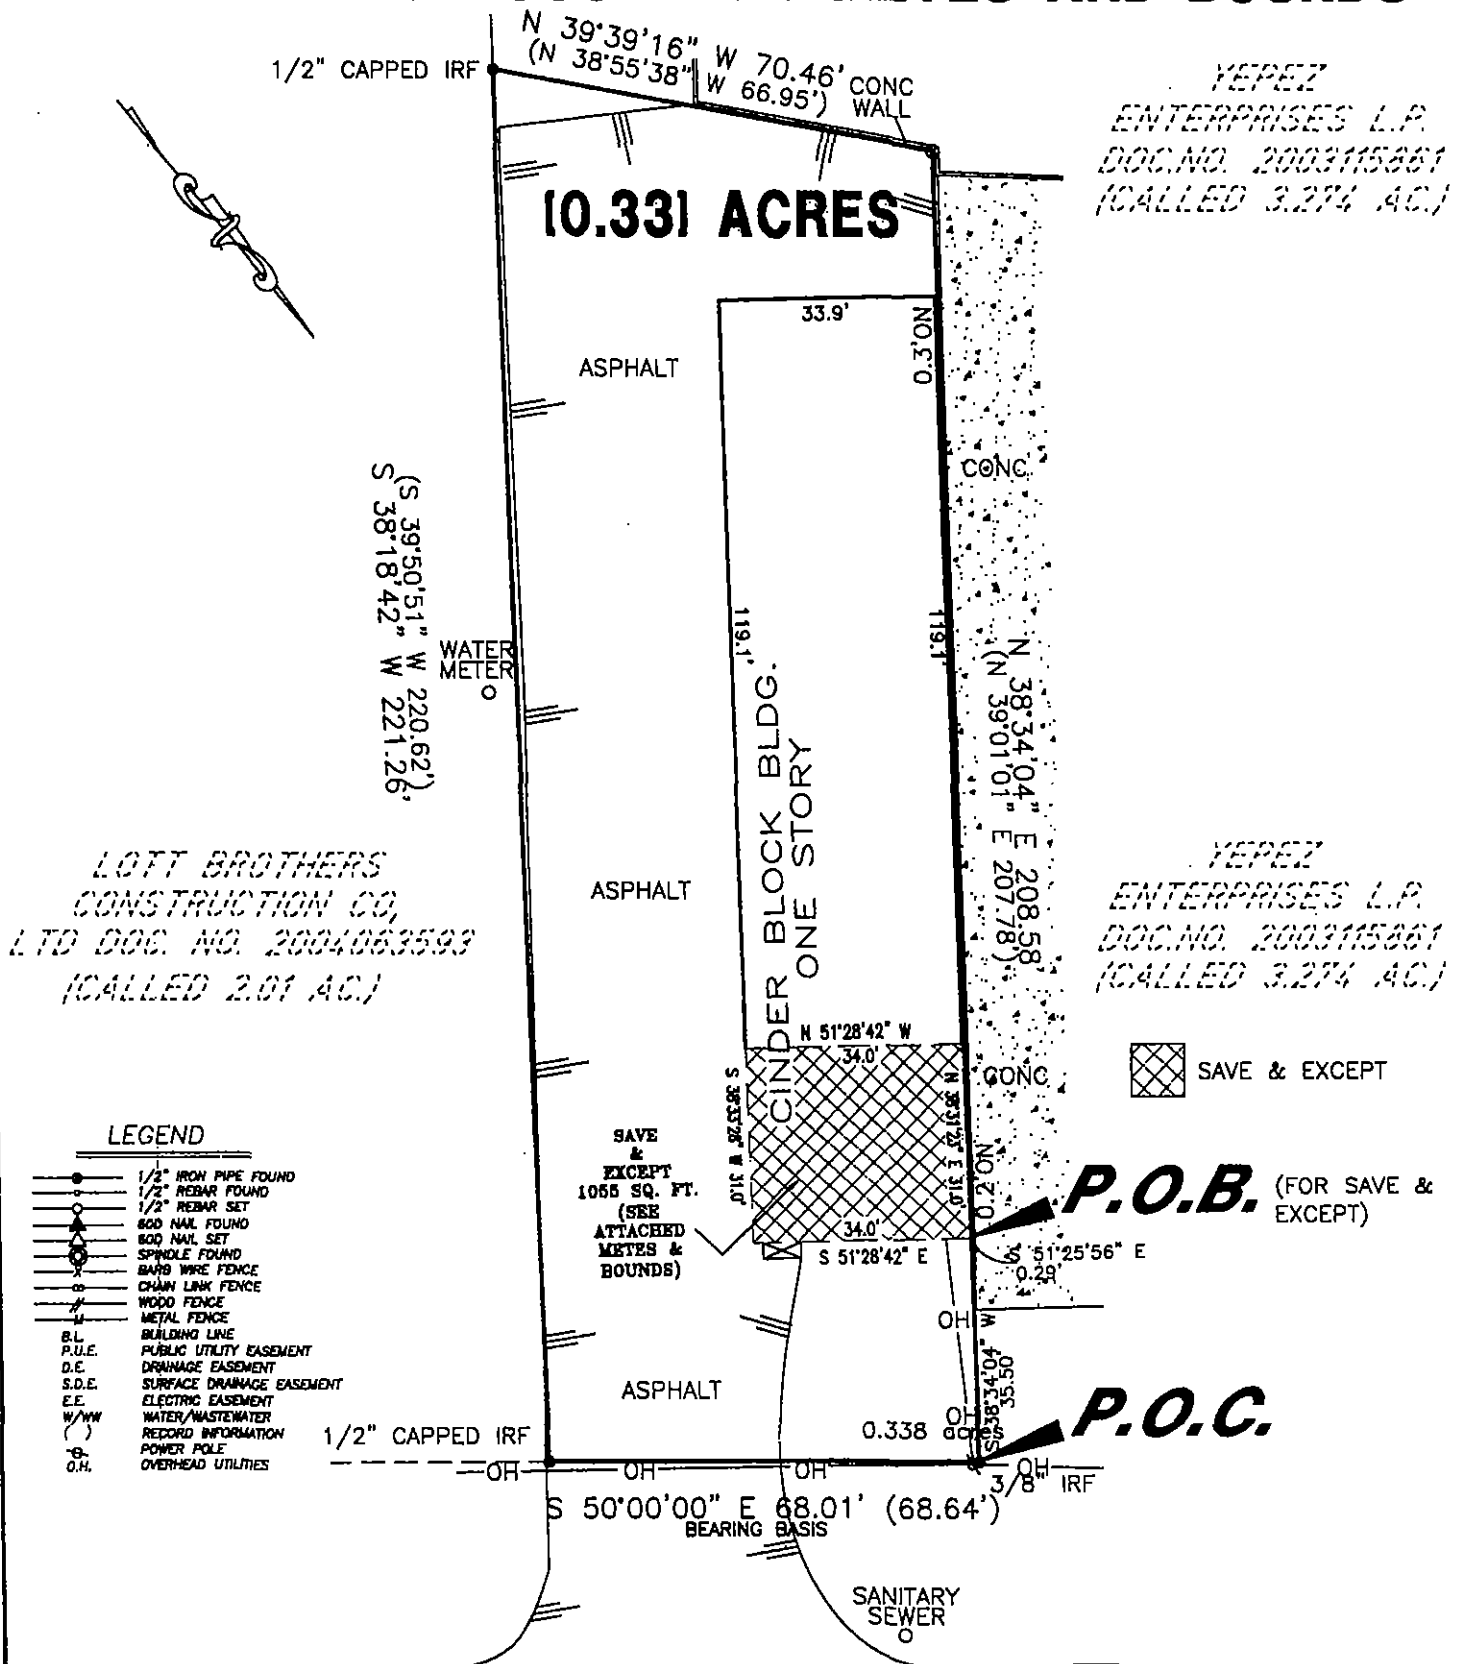 N 39°39'16" W 70.46'
(N 38°55'38" W 66.95')
1/2" CAPPED IRF
CONC
WALL
YEPEZ
ENTERPRISES L.P.
DOC.NO. 2003115861
(CALLED 3.274 AC.)
[0.33] ACRES
33.9'
0.3'ON
ASPHALT
CONC
(S 39°50'51" W 220.62')
S 38°18'42" W 221.26'
WATER
METER
119.1'
119.1'
N 38°34'04" E 208.58'
(N 39°01'01" E 207.78')
CINDER BLOCK BLDG.
ONE STORY
LOTT BROTHERS
CONSTRUCTION CO,
LTD DOC. NO. 2004063593
(CALLED 2.01 AC.)
ASPHALT
YEPEZ
ENTERPRISES L.P.
DOC.NO. 2003115861
(CALLED 3.274 AC.)
N 51°28'42" W
34.0'
CONC
SAVE & EXCEPT
S 38°33'28" W 31.0'
N 38°31'23" E 31.0'
SAVE
&
EXCEPT
1055 SQ. FT.
(SEE
ATTACHED
METES &
BOUNDS)
0.2'ON
P.O.B. (FOR SAVE &
EXCEPT)
34.0'
S 51°28'42" E
S 51°25'56" E
0.29'
LEGEND
1/2" IRON PIPE FOUND
1/2" REBAR FOUND
1/2" REBAR SET
60D NAIL FOUND
60D NAIL SET
SPINDLE FOUND
BARB WIRE FENCE
CHAIN LINK FENCE
WOOD FENCE
METAL FENCE
B.L. BUILDING LINE
P.U.E. PUBLIC UTILITY EASEMENT
D.E. DRAINAGE EASEMENT
S.D.E. SURFACE DRAINAGE EASEMENT
E.E. ELECTRIC EASEMENT
W/WW WATER/WASTEWATER
( ) RECORD INFORMATION
POWER POLE
O.H. OVERHEAD UTILITIES
OH
S 38°34'04" W
35.50'
ASPHALT
OH
0.338 acres
P.O.C.
1/2" CAPPED IRF
OH OH OH OH
3/8" IRF
S 50°00'00" E 68.01' (68.64')
BEARING BASIS
SANITARY
SEWER